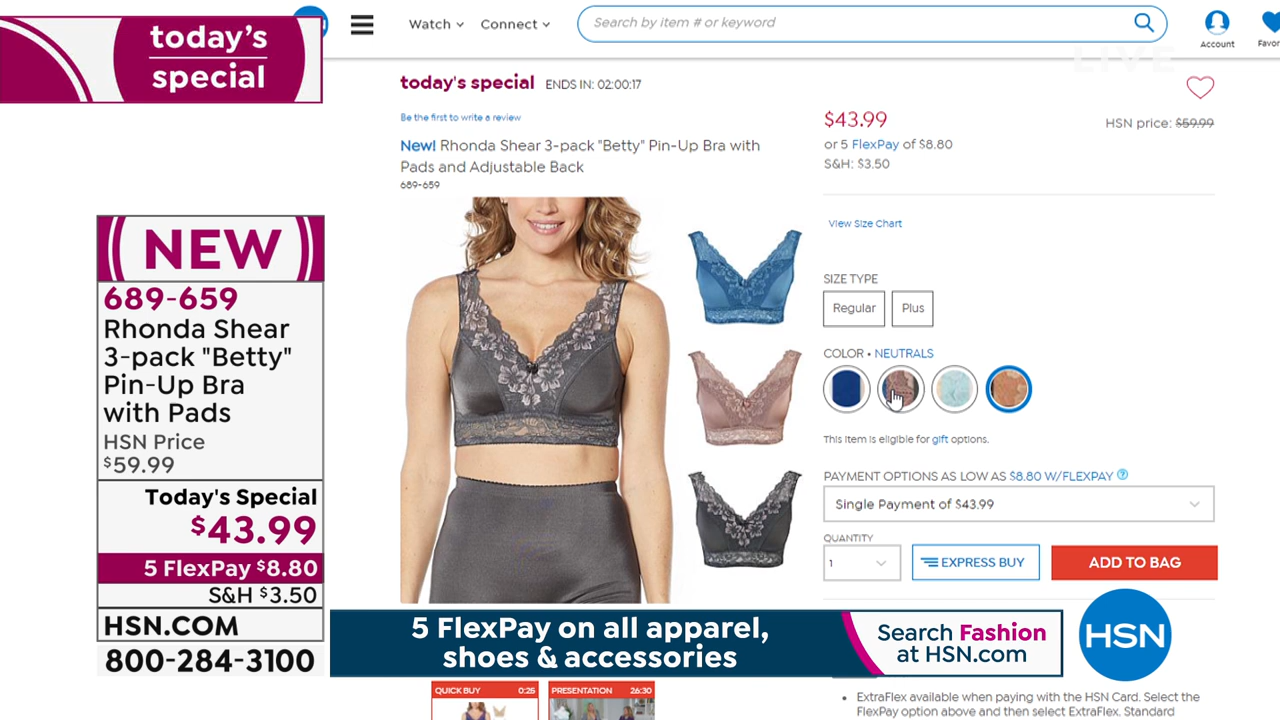 today's
special
Watch
Connect
Search by item # or keyword
Account
LIVE
today's special ENDS IN: 02:00:17
Be the first to write a review
New! Rhonda Shear 3-pack "Betty" Pin-Up Bra with
Pads and Adjustable Back
689-659
$43.99
HSN price: $59.99
or 5 FlexPay of $8.80
S&H: $3.50
View Size Chart
SIZE TYPE
Regular
Plus
COLOR • NEUTRALS
This item is eligible for gift options.
PAYMENT OPTIONS AS LOW AS $8.80 W/FLEXPAY ?
Single Payment of $43.99
QUANTITY
1
EXPRESS BUY
ADD TO BAG
NEW
689-659
Rhonda Shear
3-pack "Betty"
Pin-Up Bra
with Pads
HSN Price
$59.99
Today's Special
$43.99
5 FlexPay $8.80
S&H $3.50
HSN.COM
800-284-3100
5 FlexPay on all apparel,
shoes & accessories
Search Fashion
at HSN.com
HSN
QUICK BUY 0:25
PRESENTATION 26:30
• ExtraFlex available when paying with the HSN Card. Select the
FlexPay option above and then select ExtraFlex. Standard